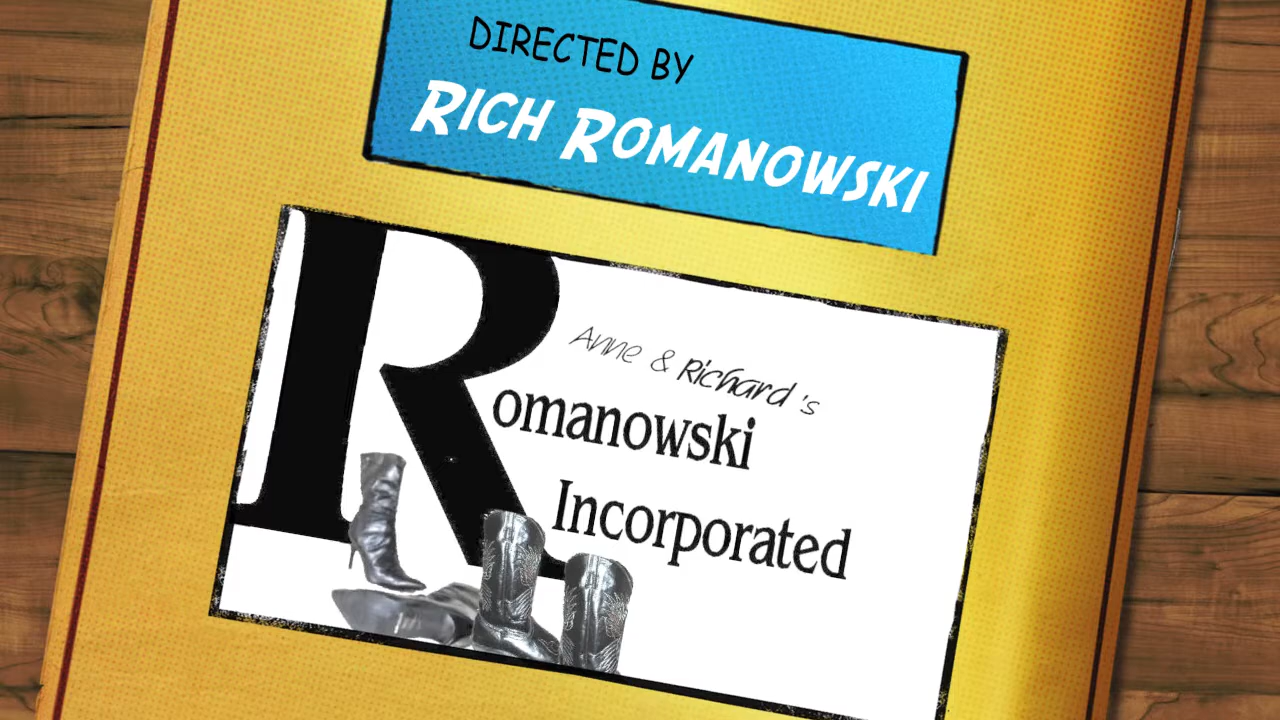 DIRECTED BY
RICH ROMANOWSKI
Anne & Richard's
Romanowski
Incorporated